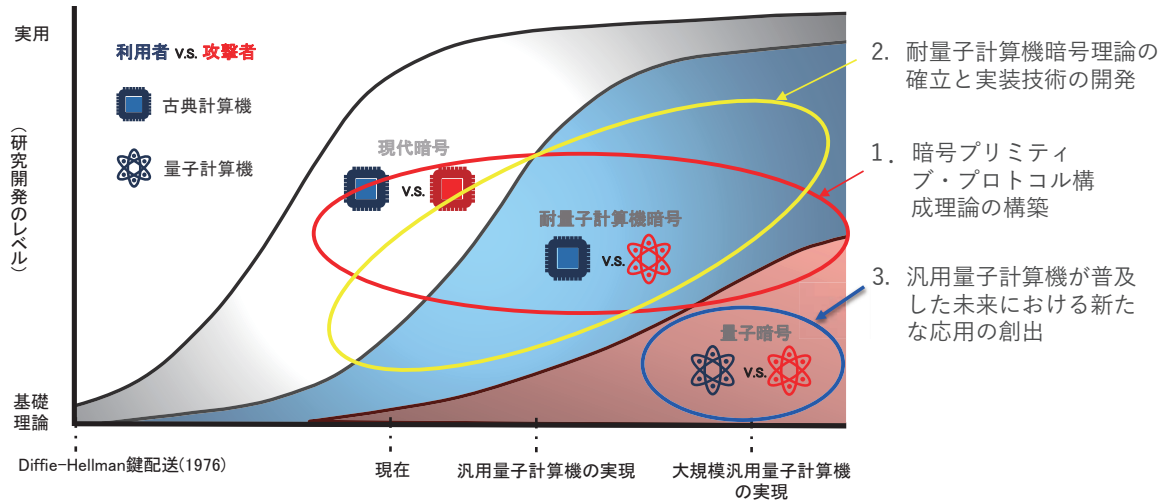 実用
利用者 v.s. 攻撃者
古典計算機
量子計算機
(研究開発のレベル)
基礎
理論
現代暗号
v.s.
耐量子計算機暗号
v.s.
量子暗号
v.s.
2. 耐量子計算機暗号理論の
確立と実装技術の開発
1. 暗号プリミティ
ブ・プロトコル構
成理論の構築
3. 汎用量子計算機が普及
した未来における新た
な応用の創出
Diffie-Hellman鍵配送(1976)
現在
汎用量子計算機の実現
大規模汎用量子計算機
の実現